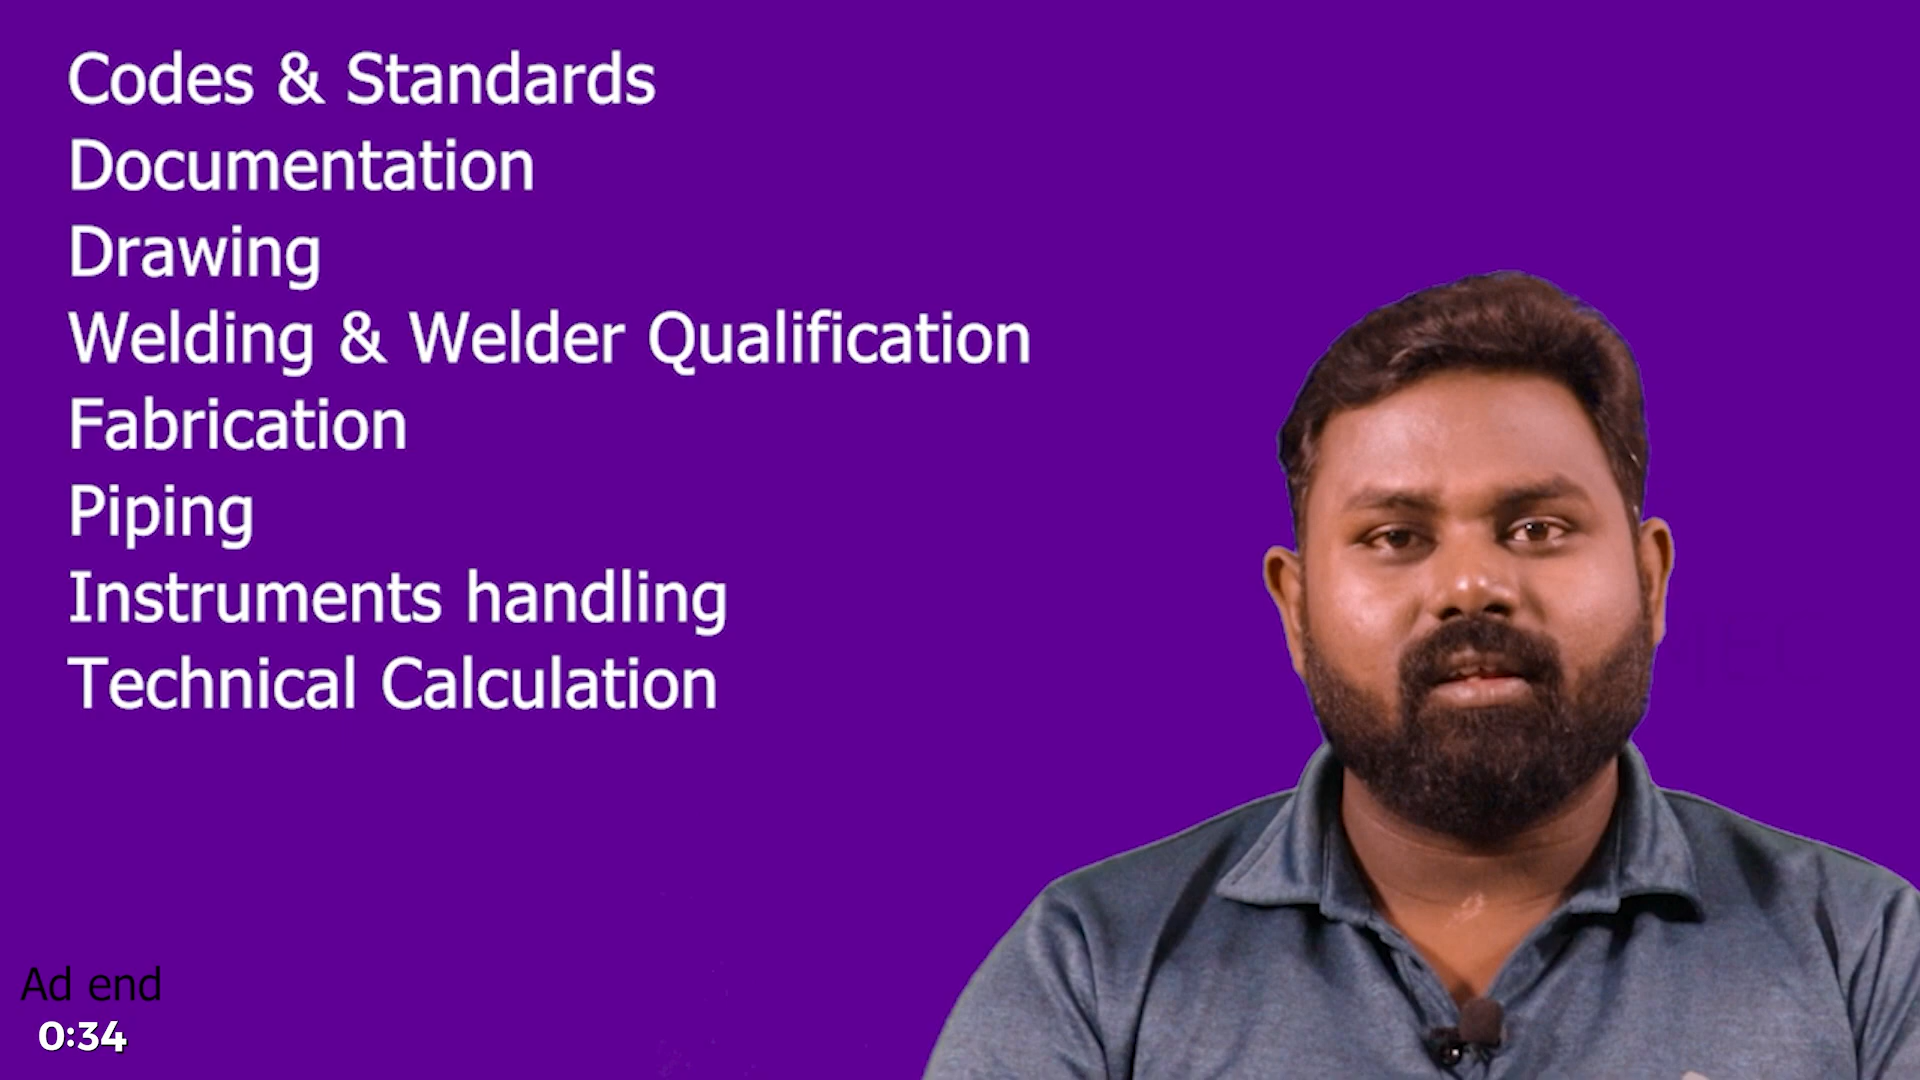 Codes & Standards
Documentation
Drawing
Welding & Welder Qualification
Fabrication
Piping
Instruments handling
Technical Calculation
Ad end
0:34